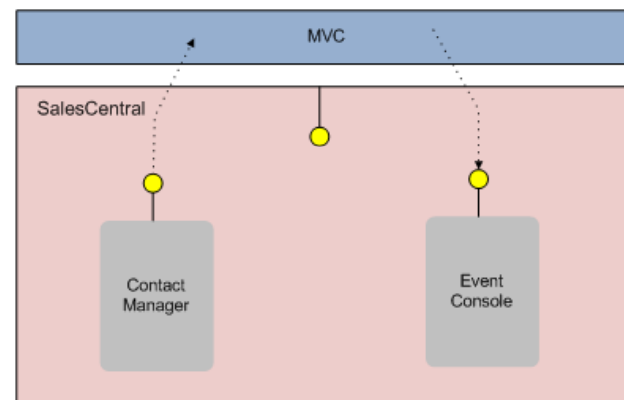 MVC
SalesCentral
Contact
Manager
Event
Console